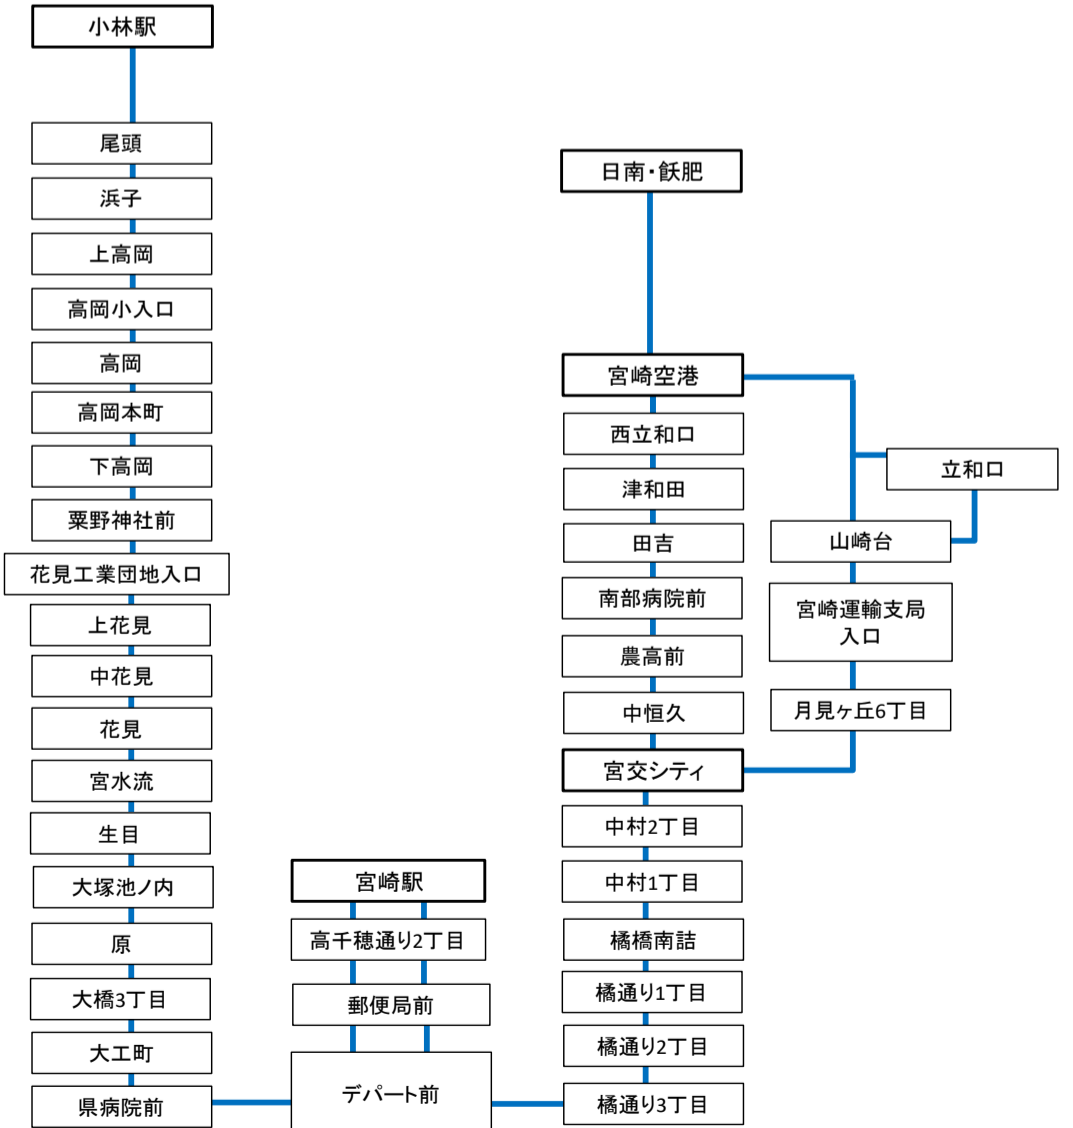 小林駅
尾頭
浜子
上高岡
高岡小入口
高岡
高岡本町
下高岡
粟野神社前
花見工業団地入口
上花見
中花見
花見
宮水流
生目
大塚池ノ内
原
大橋3丁目
大工町
県病院前
宮崎駅
高千穂通り2丁目
郵便局前
デパート前
日南・飫肥
宮崎空港
西立和口
津和田
田吉
南部病院前
農高前
中恒久
宮交シティ
中村2丁目
中村1丁目
橘橋南詰
橘通り1丁目
橘通り2丁目
橘通り3丁目
立和口
山崎台
宮崎運輸支局
入口
月見ヶ丘6丁目